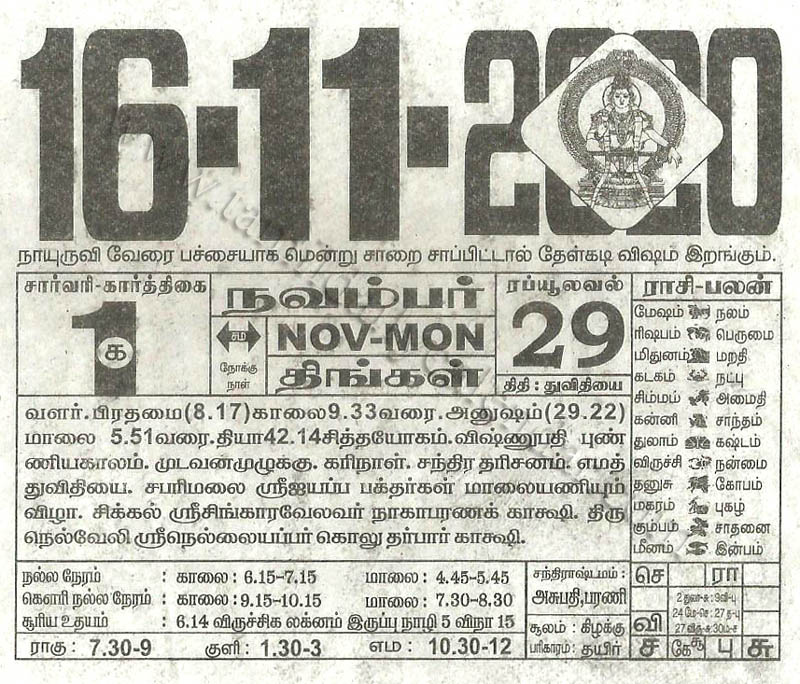 16-11-2020
நாயுருவி வேரை பச்சையாக மென்று சாறை சாப்பிட்டால் தேள்கடி விஷம் இறங்கும்.
சார்வரி-கார்த்திகை
1
க
சம
நோக்கு
நாள்
நவம்பர்
NOV-MON
திங்கள்
ரப்யூலவல்
29
திதி : துவிதியை
வளர்.பிரதமை(8.17)காலை9.33வரை.அனுஷம்(29.22)
மாலை 5.51வரை.தியா42.14சித்தயோகம்.விஷ்ணுபதி புண்
ணியகாலம். முடவன்முழுக்கு. கரிநாள். சந்திர தரிசனம். எமத்
துவிதியை. சபரிமலை ஸ்ரீஐயப்ப பக்தர்கள் மாலையணியும்
விழா. சிக்கல் ஸ்ரீசிங்காரவேலவர் நாகாபரணக் காக்ஷி. திரு
நெல்வேலி ஸ்ரீநெல்லையப்பர் கொலு தர்பார் காக்ஷி.
ராசி-பலன்
மேஷம் நலம்
ரிஷபம் பெருமை
மிதுனம் மறதி
கடகம் நட்பு
சிம்மம் அமைதி
கன்னி சாந்தம்
துலாம் கஷ்டம்
விருச்சி நன்மை
தனுசு கோபம்
மகரம் புகழ்
கும்பம் சாதனை
மீனம் இன்பம்
நல்ல நேரம் : காலை : 6.15-7.15 மாலை : 4.45-5.45
கௌரி நல்ல நேரம் : காலை : 9.15-10.15 மாலை : 7.30-8.30
சூரிய உதயம் : 6.14 விருச்சிக லக்னம் இருப்பு நாழி 5 விநா 15
ராகு : 7.30-9 குளி : 1.30-3 எம : 10.30-12
சந்திராஷ்டமம் :
அசுபதி,பரணி
சூலம் : கிழக்கு
பரிகாரம் : தயிர்
செ ரா
வி
ச பு சு